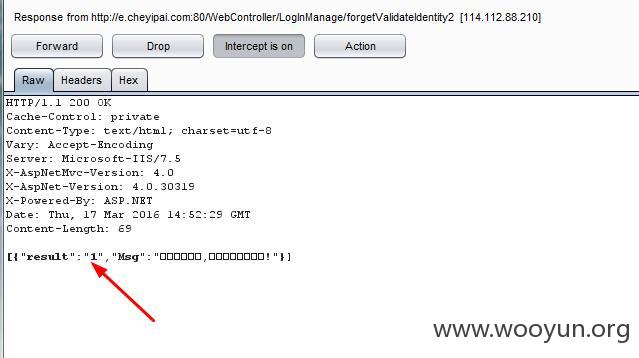 Response from http://e.cheyipai.com:80/WebController/LogInManage/forgetValidateIdentity2 [114.112.88.210]
Forward Drop Intercept is on Action
Raw Headers Hex
HTTP/1.1 200 OK
Cache-Control: private
Content-Type: text/html; charset=utf-8
Vary: Accept-Encoding
Server: Microsoft-IIS/7.5
X-AspNetMvc-Version: 4.0
X-AspNet-Version: 4.0.30319
X-Powered-By: ASP.NET
Date: Thu, 17 Mar 2016 14:52:29 GMT
Content-Length: 69
[{"result":"1","Msg":"□□□□□□,□□□□□□□□!"}]
www.wooyun.org